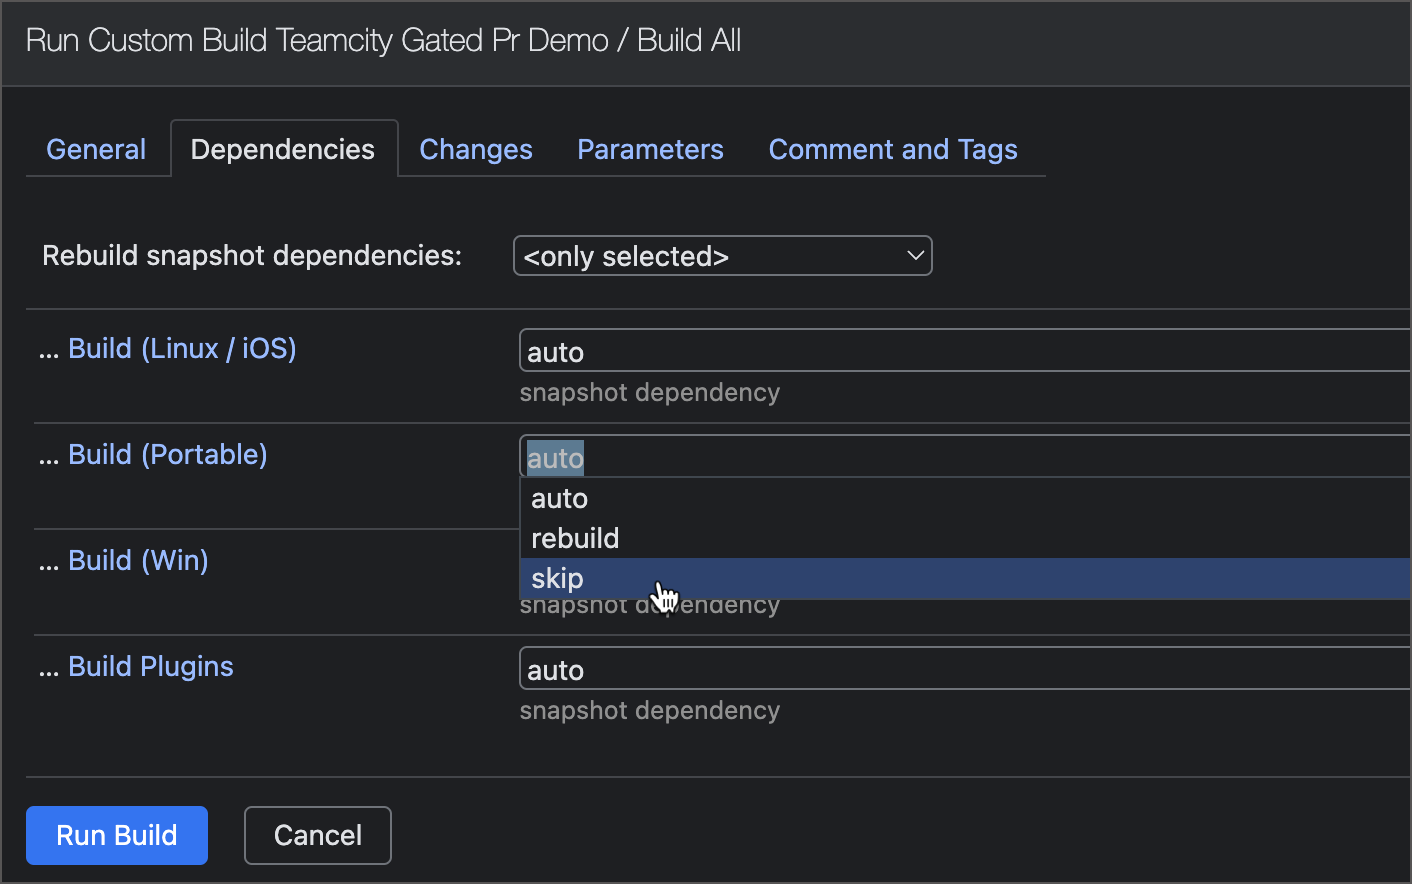 Run Custom Build Teamcity Gated Pr Demo / Build All
General Dependencies Changes Parameters Comment and Tags
Rebuild snapshot dependencies: <only selected>
... Build (Linux / iOS) auto
snapshot dependency
... Build (Portable) auto
auto
rebuild
... Build (Win)
skip
snapshot dependency
... Build Plugins auto
snapshot dependency
Run Build Cancel